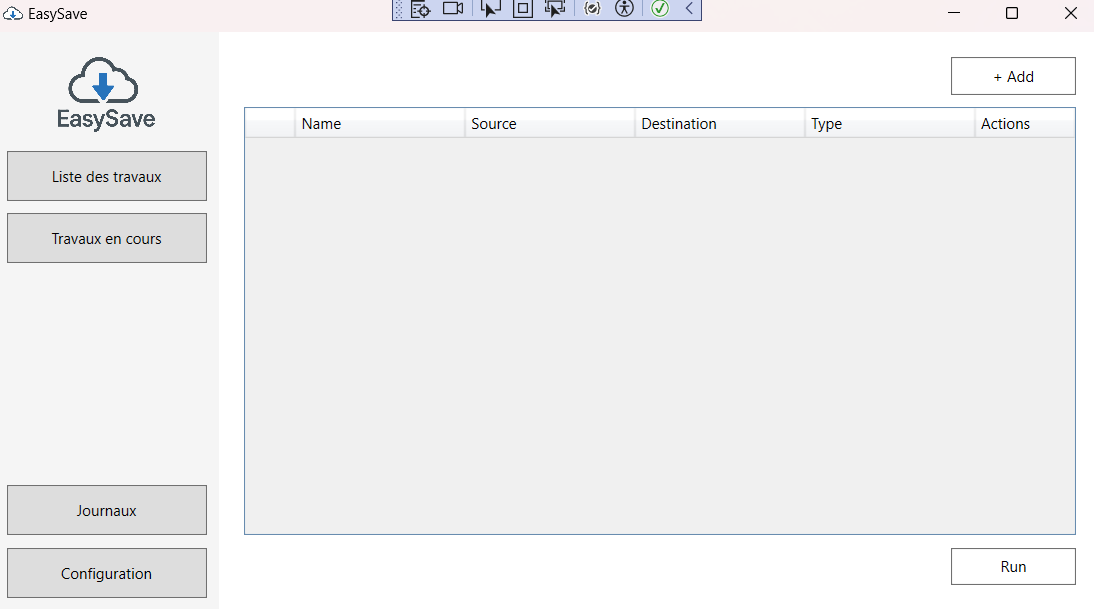 EasySave
EasySave
Liste des travaux
Travaux en cours
Journaux
Configuration
+ Add
Name Source Destination Type Actions
Run